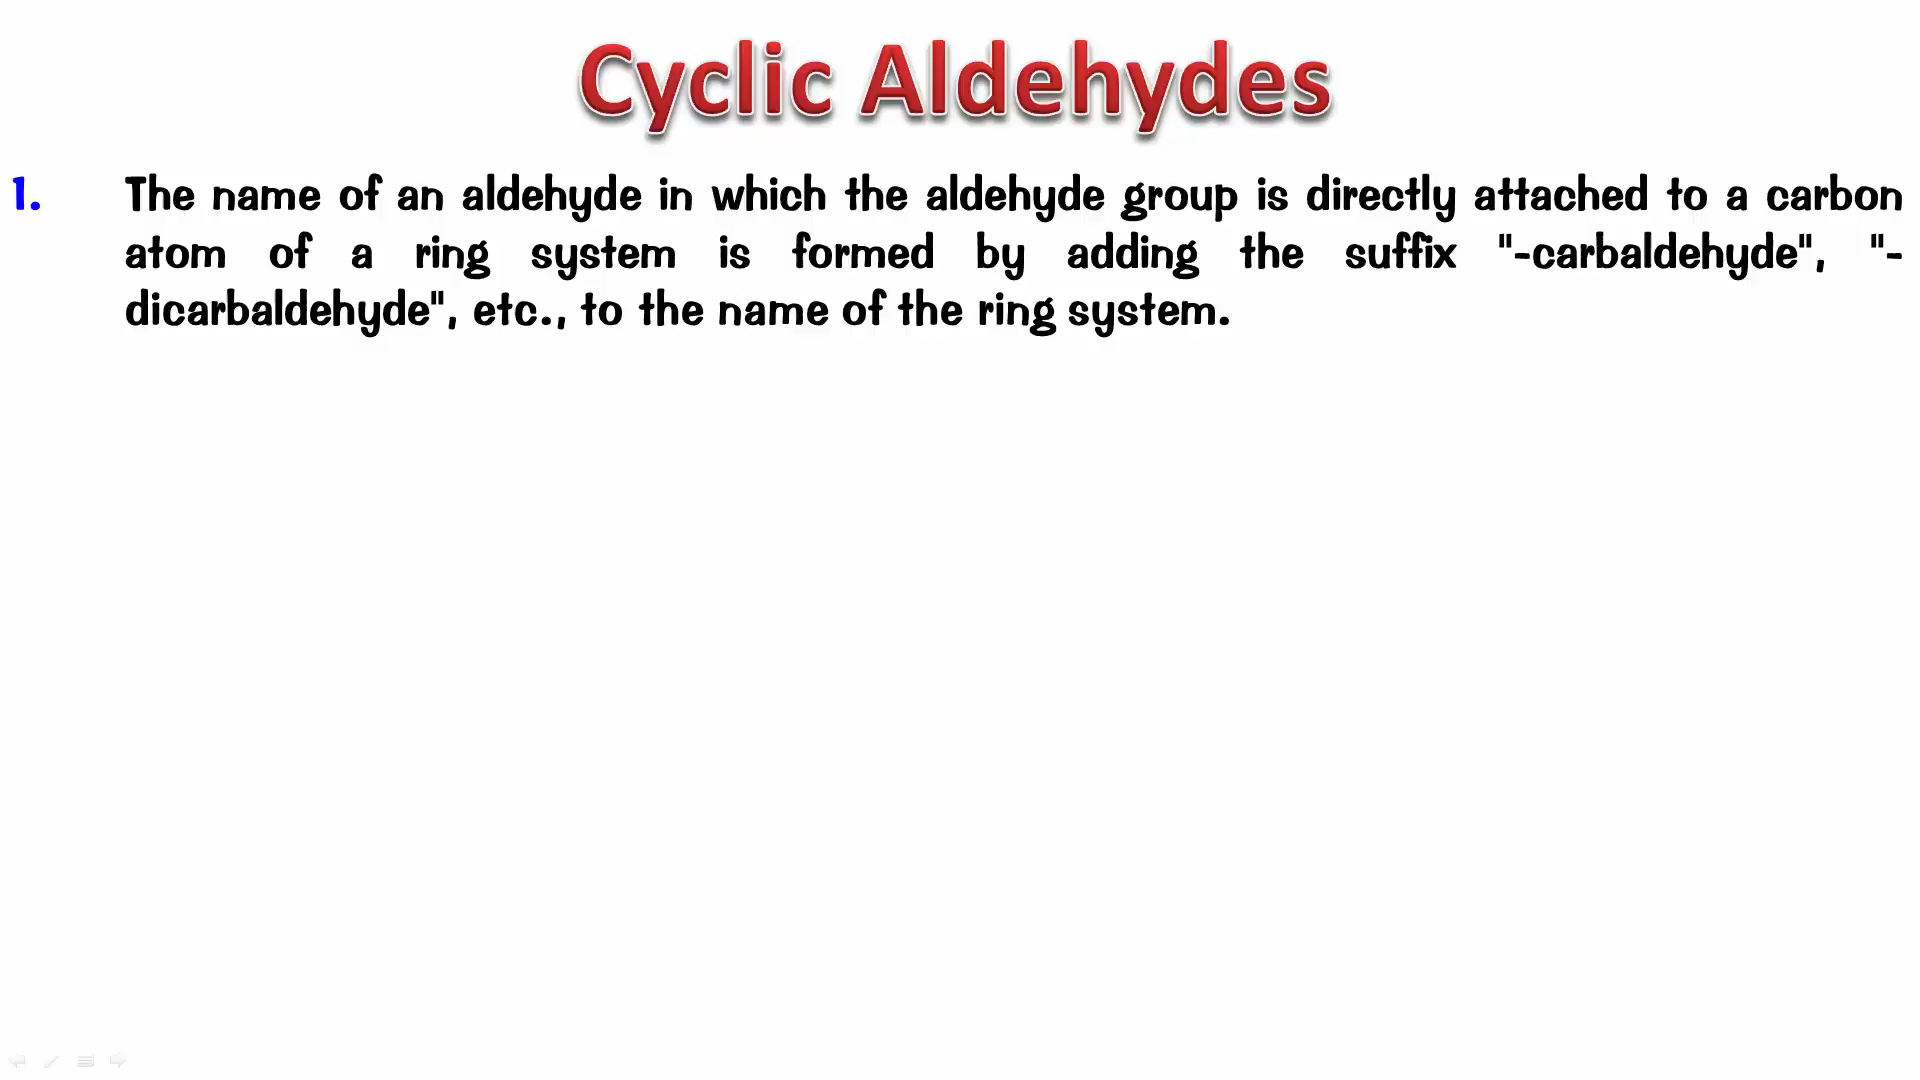 Cyclic Aldehydes
1. The name of an aldehyde in which the aldehyde group is directly attached to a carbon
atom of a ring system is formed by adding the suffix "-carbaldehyde", "-
dicarbaldehyde", etc., to the name of the ring system.